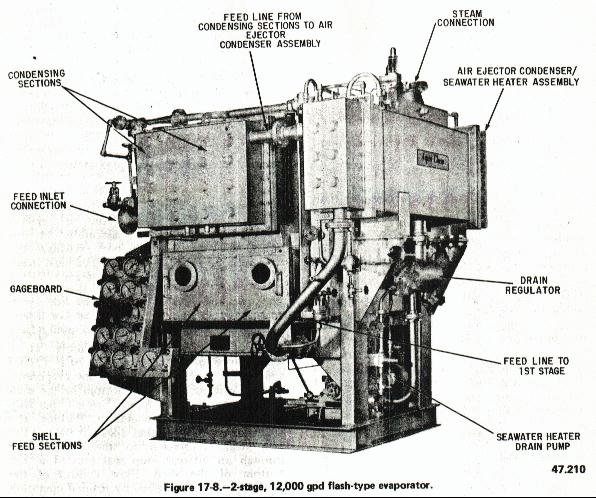 FEED LINE FROM
CONDENSING SECTIONS TO AIR
EJECTOR
CONDENSER ASSEMBLY
STEAM
CONNECTION
CONDENSING
SECTIONS
AIR EJECTOR CONDENSER/
SEAWATER HEATER ASSEMBLY
Aqua-Chem
FEED INLET
CONNECTION
GAGEBOARD
DRAIN
REGULATOR
FEED LINE TO
1ST STAGE
SHELL
FEED SECTIONS
SEAWATER HEATER
DRAIN PUMP
47.210
Figure 17-8.—2-stage, 12,000 gpd flash-type evaporator.